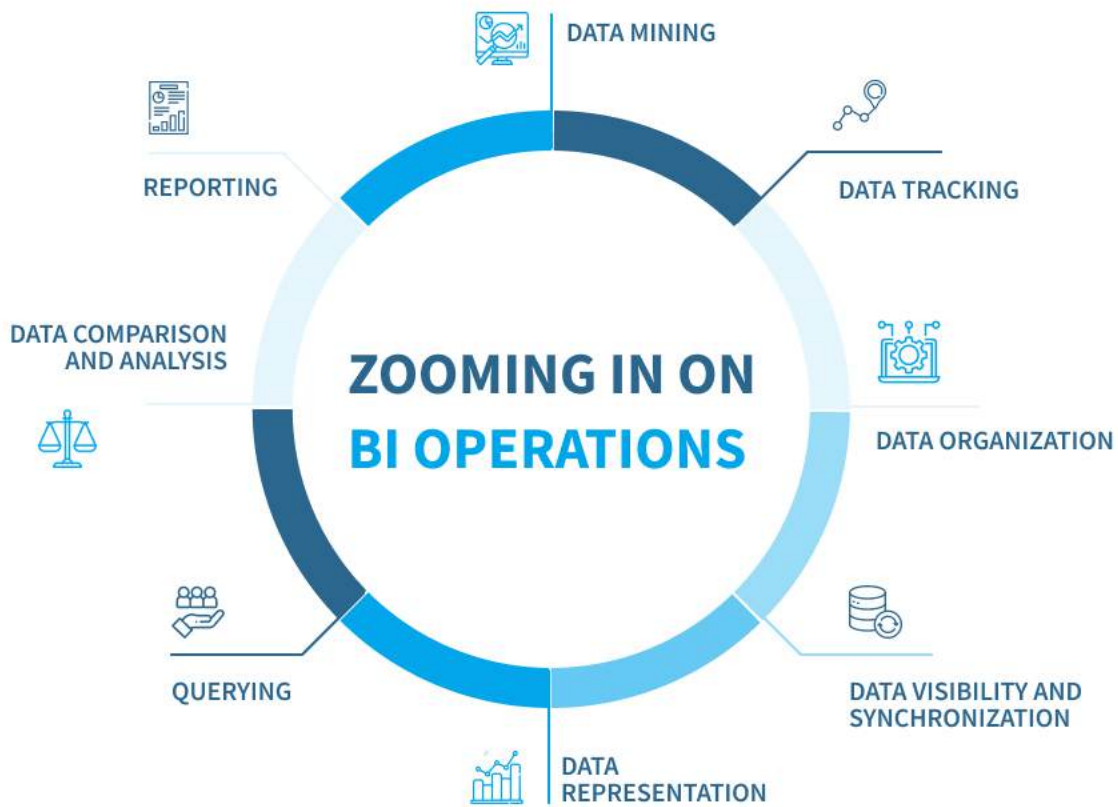 DATA MINING
DATA TRACKING
DATA ORGANIZATION
DATA VISIBILITY AND
SYNCHRONIZATION
DATA
REPRESENTATION
QUERYING
DATA COMPARISON
AND ANALYSIS
REPORTING
ZOOMING IN ON
BI OPERATIONS